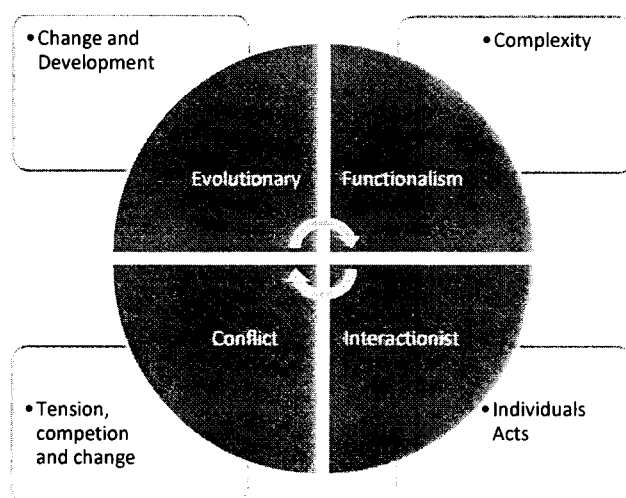 • Change and
Development
• Complexity
Evolutionary
Functionalism
Conflict
Interactionist
• Tension,
competion
and change
• Individuals
Acts